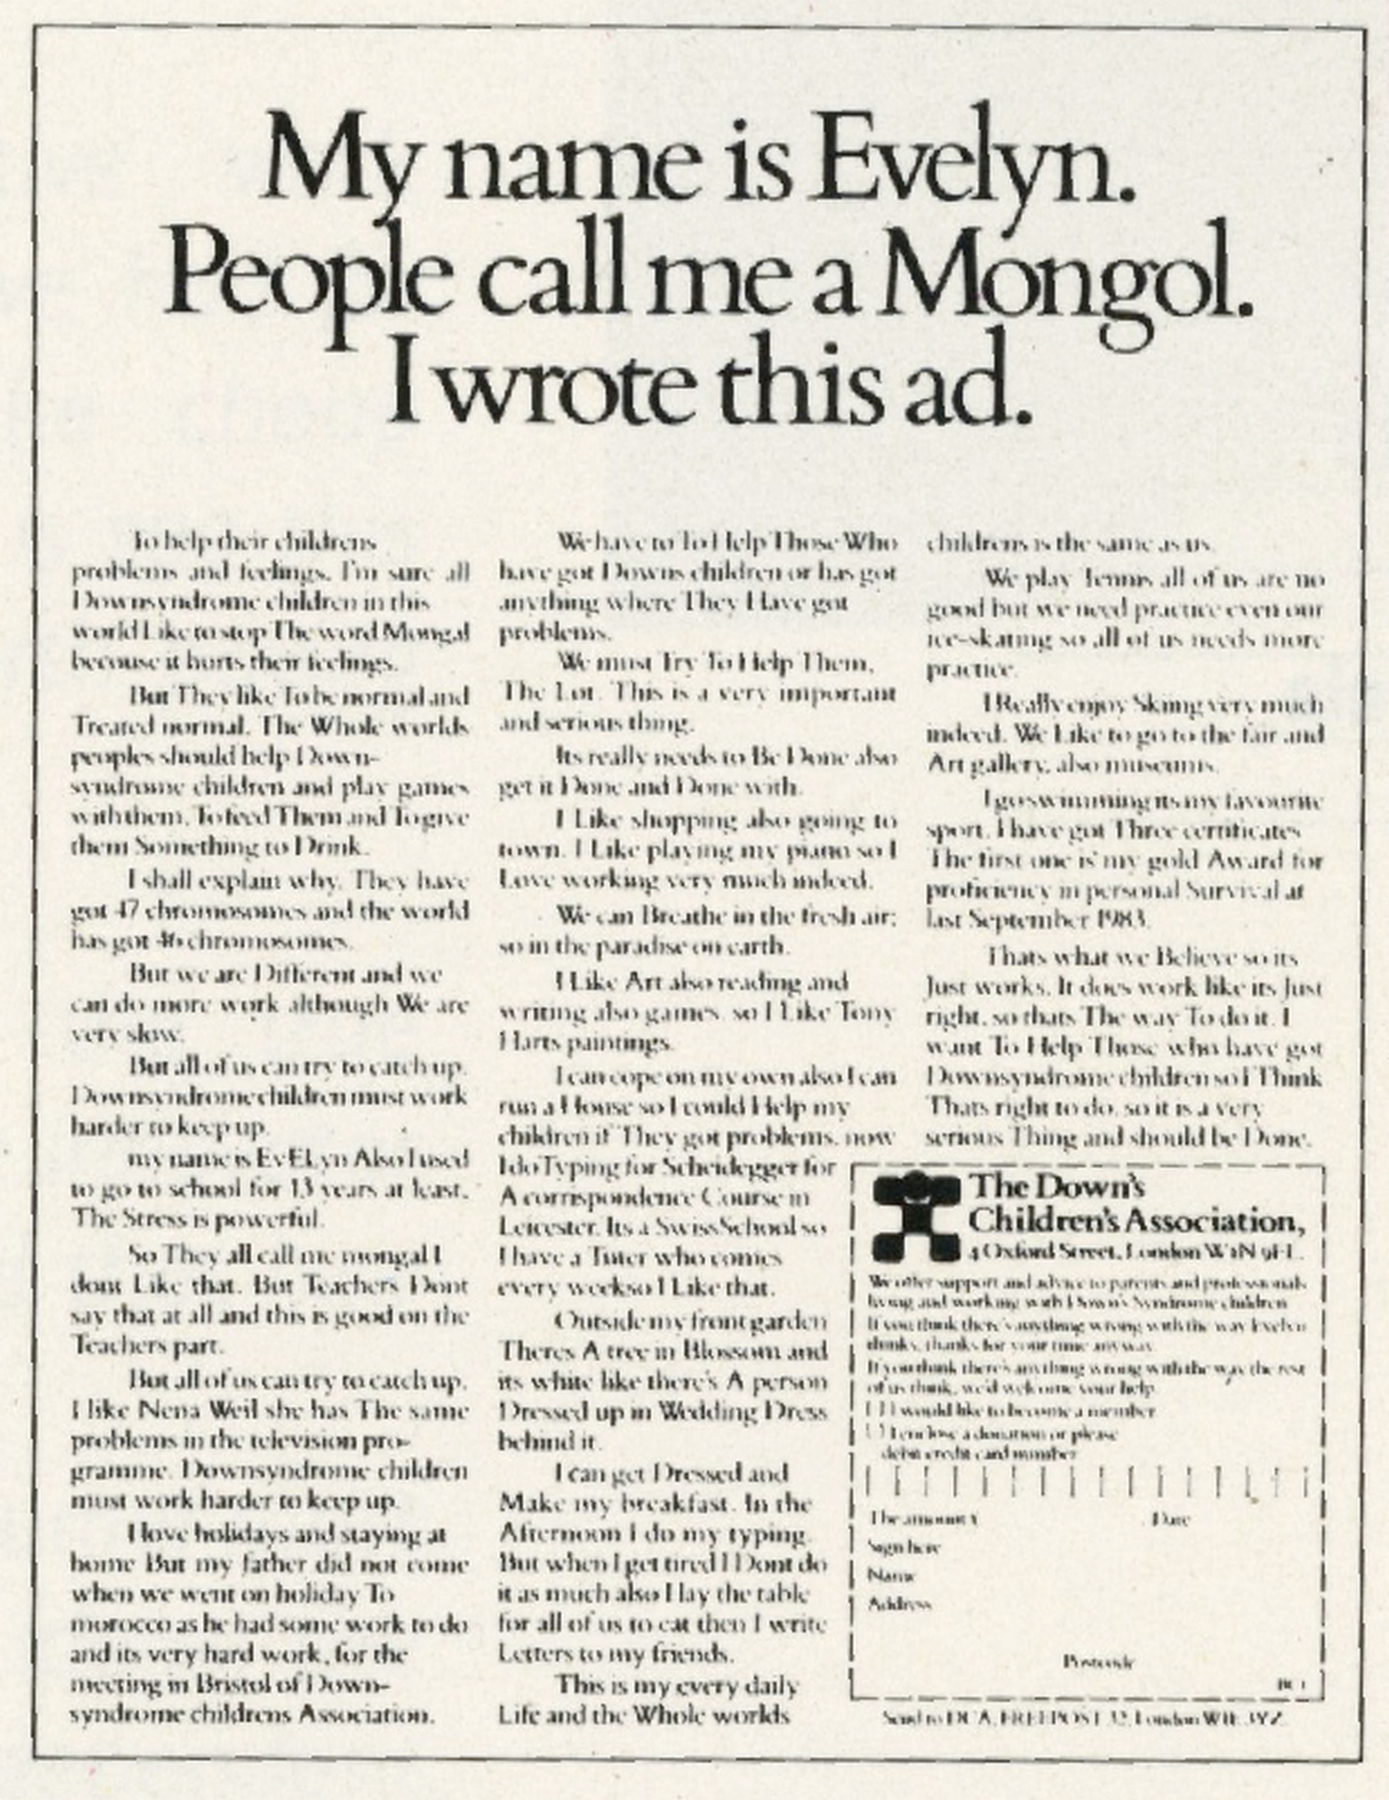 My name is Evelyn.
People call me a Mongol.
I wrote this ad.
To help their childrens
problems and feelings. I'm sure all
Downsyndrome children in this
world Like to stop The word Mongal
becouse it hurts their feelings.
But They like To be normal and
Treated normal. The Whole worlds
peoples should help Down-
syndrome children and play games
with them. To feed Them and To give
them Something to Drink.
I shall explain why. They have
got 47 chromosomes and the world
has got 46 chromosomes.
But we are Different and we
can do more work although We are
very slow.
But all of us can try to catch up.
Downsyndrome children must work
harder to keep up.
my name is EvELyn Also I used
to go to school for 13 years at least.
The Stress is powerful.
So They all call me mongal I
dont Like that. But Teachers Dont
say that at all and this is good on the
Teachers part.
But all of us can try to catch up.
I like Nena Weil she has The same
problems in the television pro-
gramme. Downsyndrome children
must work harder to keep up.
I love holidays and staying at
home But my father did not come
when we went on holiday To
morocco as he had some work to do
and its very hard work, for the
meeting in Bristol of Down-
syndrome childrens Association.
We have to To Help Those Who
have got Downs children or has got
anything where They Have got
problems.
We must Try To Help Them.
The Lot. This is a very important
and serious thing.
Its really needs to Be Done also
get it Done and Done with.
I Like shopping also going to
town. I Like playing my piano so I
Love working very much indeed.
We can Breathe in the fresh air;
so in the paradise on earth.
I Like Art also reading and
writing also games. so I Like Tony
Harts paintings.
I can cope on my own also I can
run a House so I could Help my
children if They got problems. now
I do Typing for Scheidegger for
A corrispondence Course in
Leicester. Its a Swiss School so
I have a Tuter who comes
every week so I Like that.
Outside my front garden
Theres A tree in Blossom and
its white like there's A person
Dressed up in Wedding Dress
behind it.
I can get Dressed and
Make my breakfast. In the
Afternoon I do my typing.
But when I get tired I Dont do
it as much also I lay the table
for all of us to eat then I write
Letters to my friends.
This is my every daily
Life and the Whole worlds
childrens is the same as us.
We play Tennis all of us are no
good but we need practice even our
ice-skating so all of us needs more
practice.
I Really enjoy Skiing very much
indeed. We Like to go to the fair and
Art gallery, also museums.
I go swimming its my favourite
sport. I have got Three certificates
The first one is my gold Award for
proficiency in personal Survival at
last September 1983.
Thats what we Believe so its
Just works. It does work like its Just
right, so thats The way To do it. I
want To Help Those who have got
Downsyndrome children so I Think
Thats right to do, so it is a very
serious Thing and should be Done.
The Down's
Children's Association,
4 Oxford Street, London W1N 9FL.
We offer support and advice to parents and professionals
living and working with Down's Syndrome children
If you think there's anything wrong with the way Evelyn
thinks, thanks for your time anyway.
If you think there's anything wrong with the way the rest
of us think, we'd welcome your help.
[ ] I would like to become a member
[ ] I enclose a donation or please
debit credit card number
The amount Date
Sign here
Name
Address
Postcode
Send to DCA, FREEPOST 32, London W1E 3YZ